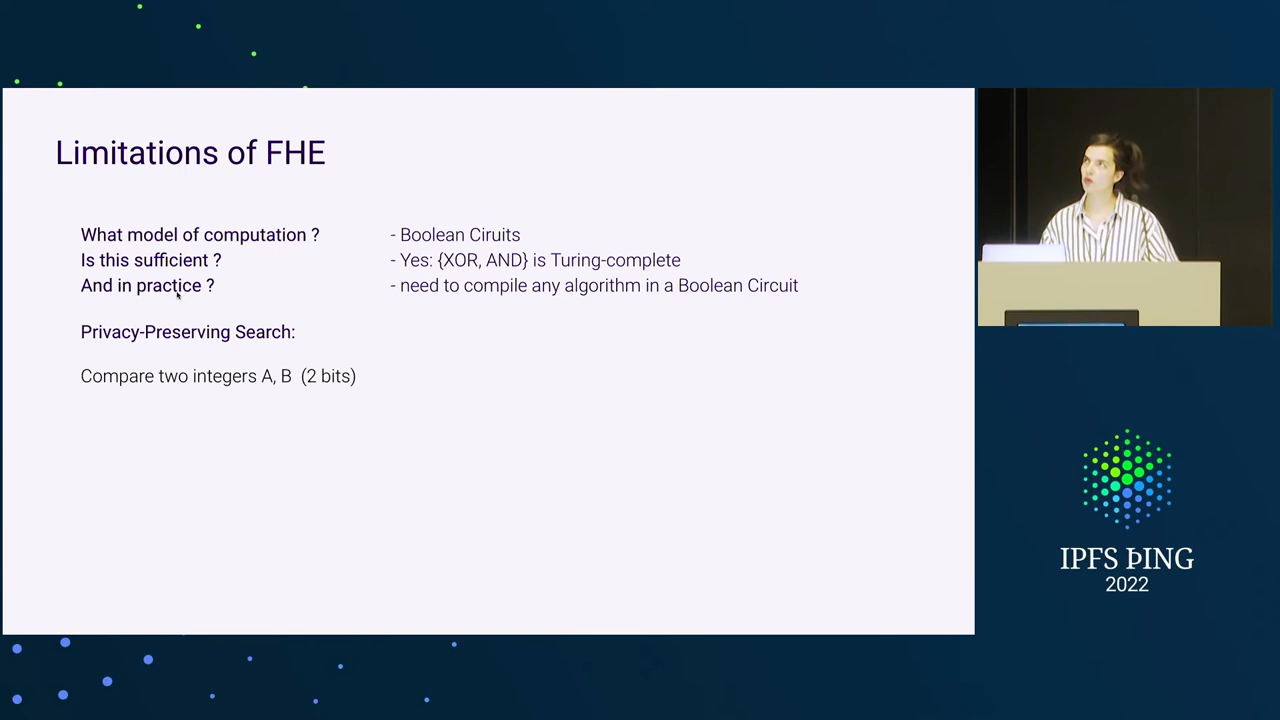 Limitations of FHE
What model of computation ? - Boolean Ciruits
Is this sufficient ? - Yes: {XOR, AND} is Turing-complete
And in practice ? - need to compile any algorithm in a Boolean Circuit
Privacy-Preserving Search:
Compare two integers A, B (2 bits)
IPFS ÞING
2022